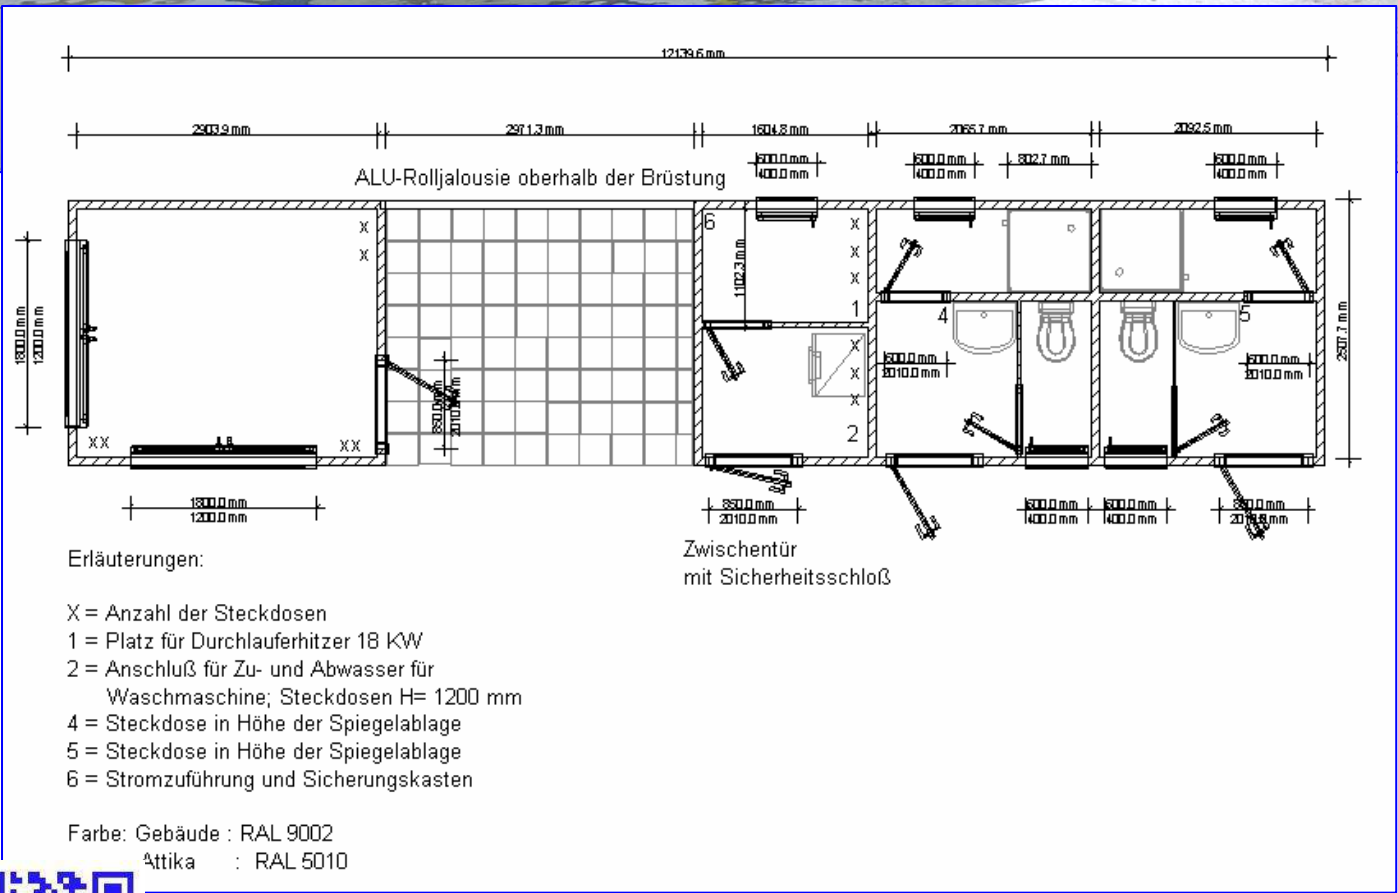 12139.6 mm
2903.9 mm
2971.3 mm
1604.8 mm
2065.7 mm
2092.5 mm
600.0 mm
400.0 mm
600.0 mm
400.0 mm
802.7 mm
600.0 mm
400.0 mm
ALU-Rolljalousie oberhalb der Brüstung
6
x
x
x
x
x
x
1102.3 mm
1
4
5
1800.0 mm
1200.0 mm
2507.7 mm
x
x
x
600.0 mm
2010.0 mm
600.0 mm
2010.0 mm
850.0 mm
2010.0 mm
xx
xx
2
1800.0 mm
1200.0 mm
850.0 mm
2010.0 mm
600.0 mm
400.0 mm
600.0 mm
400.0 mm
Zwischentür
mit Sicherheitsschloß
Erläuterungen:
X = Anzahl der Steckdosen
1 = Platz für Durchlauferhitzer 18 KW
2 = Anschluß für Zu- und Abwasser für
Waschmaschine; Steckdosen H= 1200 mm
4 = Steckdose in Höhe der Spiegelablage
5 = Steckdose in Höhe der Spiegelablage
6 = Stromzuführung und Sicherungskasten
Farbe: Gebäude : RAL 9002
Attika : RAL 5010